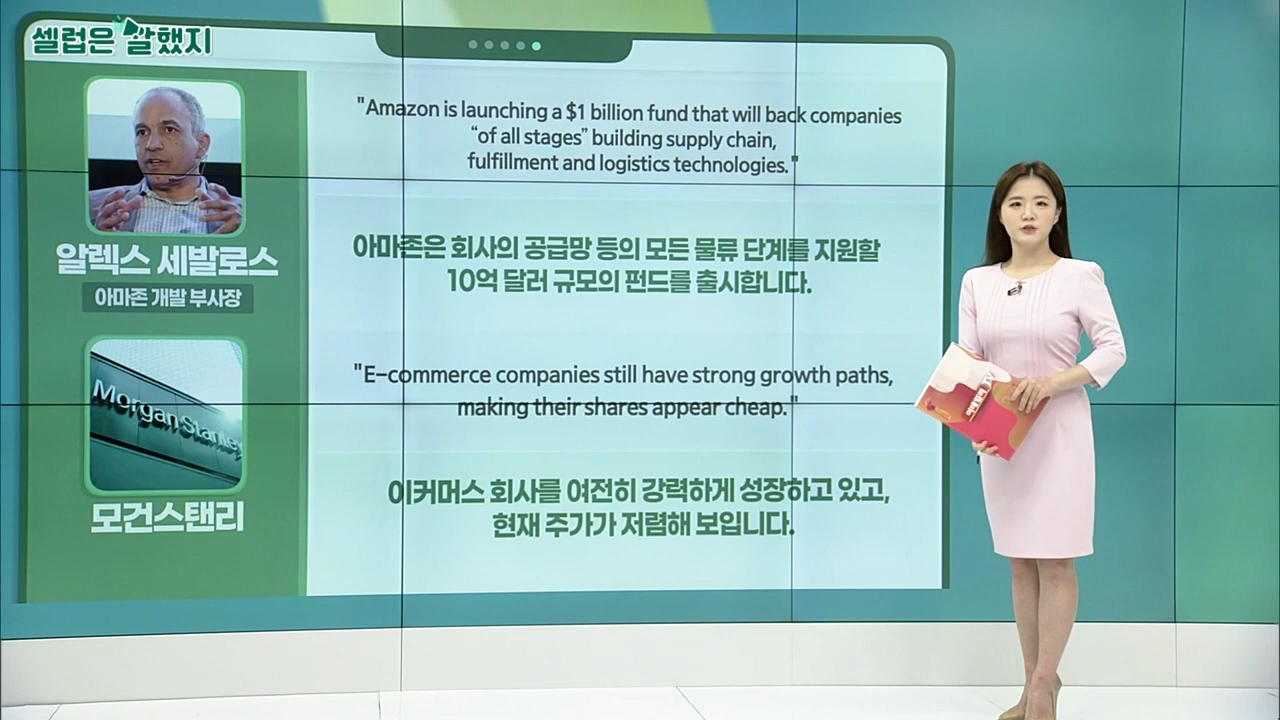 셀럽은 말했지
"Amazon is launching a $1 billion fund that will back companies
“of all stages” building supply chain,
fulfillment and logistics technologies."
알렉스 세발로스
아마존 개발 부사장
아마존은 회사의 공급망 등의 모든 물류 단계를 지원할
10억 달러 규모의 펀드를 출시합니다.
Morgan Stanley
모건스탠리
"E-commerce companies still have strong growth paths,
making their shares appear cheap."
이커머스 회사를 여전히 강력하게 성장하고 있고,
현재 주가가 저렴해 보입니다.